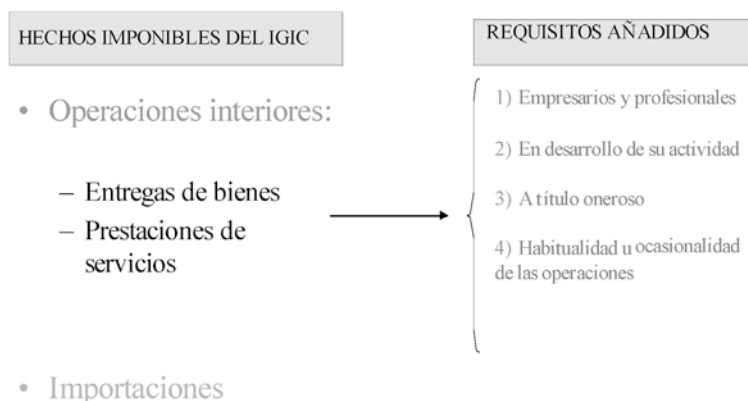 HECHOS IMPONIBLES DEL IGIC
• Operaciones interiores:
– Entregas de bienes
– Prestaciones de
servicios
• Importaciones
REQUISITOS AÑADIDOS
1) Empresarios y profesionales
2) En desarrollo de su actividad
3) A título oneroso
4) Habitualidad u ocasionalidad
de las operaciones